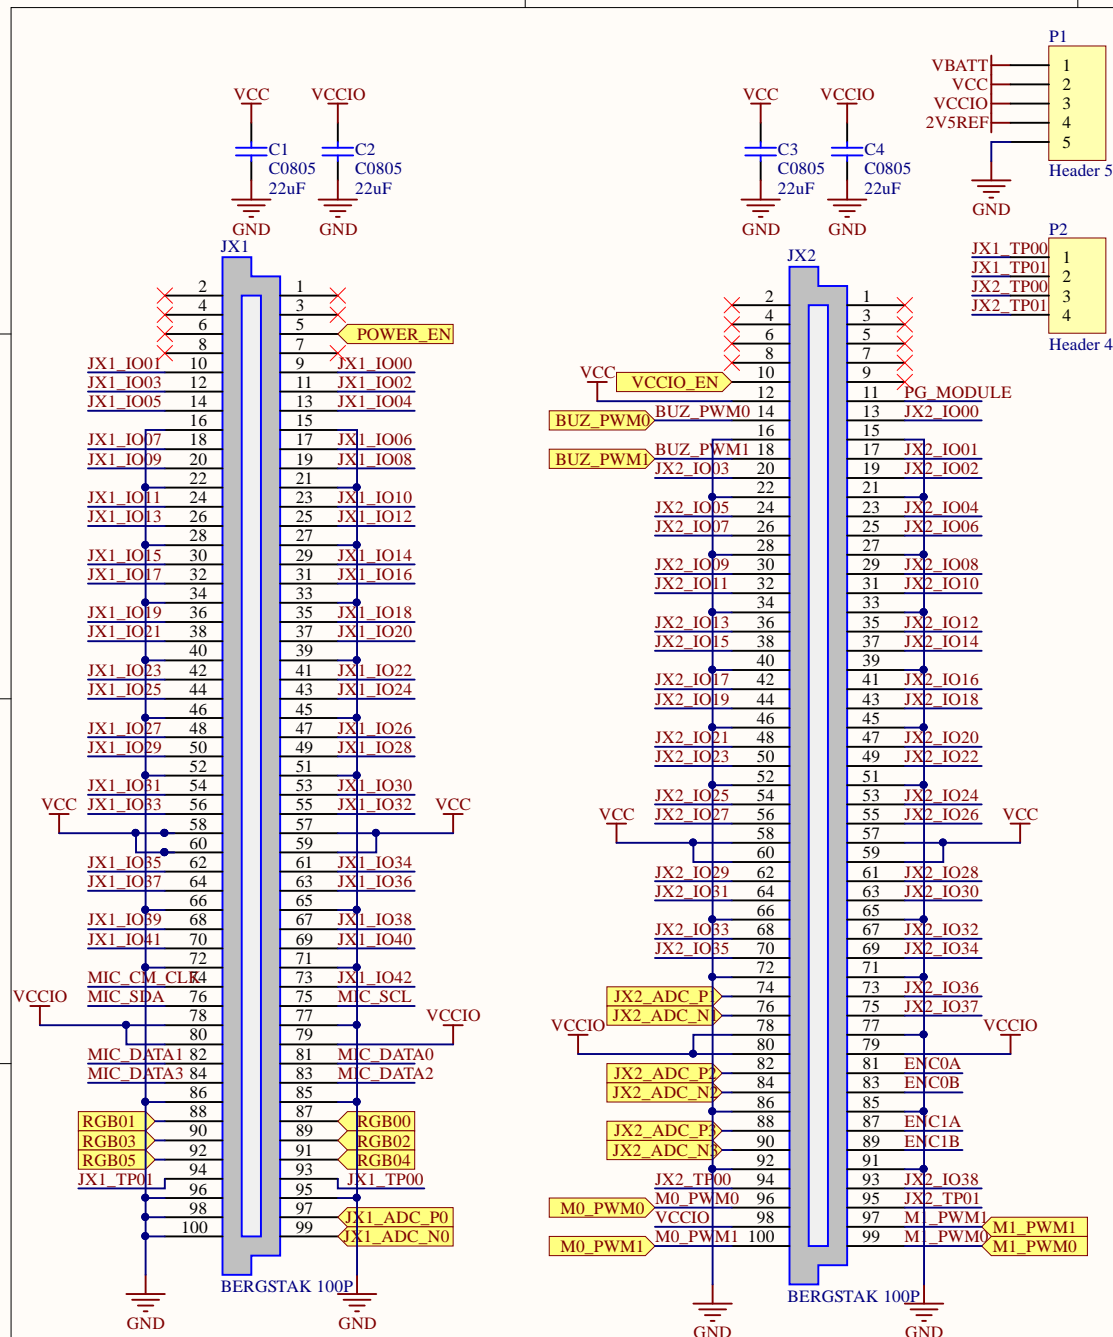 P1
VBATT 1
VCC 2
VCCIO 3
2V5REF 4
5
Header 5
GND
P2
JX1_TP00 1
JX1_TP01 2
JX2_TP00 3
JX2_TP01 4
Header 4
VCC VCCIO
C1 C2
C0805 C0805
22uF 22uF
GND GND
VCC VCCIO
C3 C4
C0805 C0805
22uF 22uF
GND GND
JX1
2 1
4 3
6 5 POWER_EN
8 7
JX1_IO01 10 9 JX1_IO00
JX1_IO03 12 11 JX1_IO02
JX1_IO05 14 13 JX1_IO04
16 15
JX1_IO07 18 17 JX1_IO06
JX1_IO09 20 19 JX1_IO08
22 21
JX1_IO11 24 23 JX1_IO10
JX1_IO13 26 25 JX1_IO12
28 27
JX1_IO15 30 29 JX1_IO14
JX1_IO17 32 31 JX1_IO16
34 33
JX1_IO19 36 35 JX1_IO18
JX1_IO21 38 37 JX1_IO20
40 39
JX1_IO23 42 41 JX1_IO22
JX1_IO25 44 43 JX1_IO24
46 45
JX1_IO27 48 47 JX1_IO26
JX1_IO29 50 49 JX1_IO28
52 51
JX1_IO31 54 53 JX1_IO30
VCC JX1_IO33 56 55 JX1_IO32 VCC
58 57
60 59
JX1_IO35 62 61 JX1_IO34
JX1_IO37 64 63 JX1_IO36
66 65
JX1_IO39 68 67 JX1_IO38
JX1_IO41 70 69 JX1_IO40
72 71
MIC_CM_CLK 74 73 JX1_IO42
VCCIO MIC_SDA 76 75 MIC_SCL
78 77 VCCIO
80 79
MIC_DATA1 82 81 MIC_DATA0
MIC_DATA3 84 83 MIC_DATA2
86 85
RGB01 88 87 RGB00
RGB03 90 89 RGB02
RGB05 92 91 RGB04
JX1_TP01 94 93 JX1_TP00
96 95
98 97 JX1_ADC_P0
100 99 JX1_ADC_N0
BERGSTAK 100P
GND GND
JX2
2 1
4 3
6 5
8 7
VCC VCCIO_EN 10 9
12 11 PG_MODULE
BUZ_PWM0 BUZ_PWM0 14 13 JX2_IO00
16 15
BUZ_PWM1 BUZ_PWM1 18 17 JX2_IO01
JX2_IO03 20 19 JX2_IO02
22 21
JX2_IO05 24 23 JX2_IO04
JX2_IO07 26 25 JX2_IO06
28 27
JX2_IO09 30 29 JX2_IO08
JX2_IO11 32 31 JX2_IO10
34 33
JX2_IO13 36 35 JX2_IO12
JX2_IO15 38 37 JX2_IO14
40 39
JX2_IO17 42 41 JX2_IO16
JX2_IO19 44 43 JX2_IO18
46 45
JX2_IO21 48 47 JX2_IO20
JX2_IO23 50 49 JX2_IO22
52 51
JX2_IO25 54 53 JX2_IO24
VCC JX2_IO27 56 55 JX2_IO26 VCC
58 57
60 59
JX2_IO29 62 61 JX2_IO28
JX2_IO31 64 63 JX2_IO30
66 65
JX2_IO33 68 67 JX2_IO32
JX2_IO35 70 69 JX2_IO34
72 71
JX2_ADC_P1 74 73 JX2_IO36
JX2_ADC_N1 76 75 JX2_IO37
VCCIO 78 77 VCCIO
80 79
JX2_ADC_P2 82 81 ENC0A
JX2_ADC_N2 84 83 ENC0B
86 85
JX2_ADC_P3 88 87 ENC1A
JX2_ADC_N3 90 89 ENC1B
92 91
JX2_TP00 94 93 JX2_IO38
M0_PWM0 M0_PWM0 96 95 JX2_TP01
VCCIO 98 97 M1_PWM1 M1_PWM1
M0_PWM1 M0_PWM1 100 99 M1_PWM0 M1_PWM0
BERGSTAK 100P
GND GND